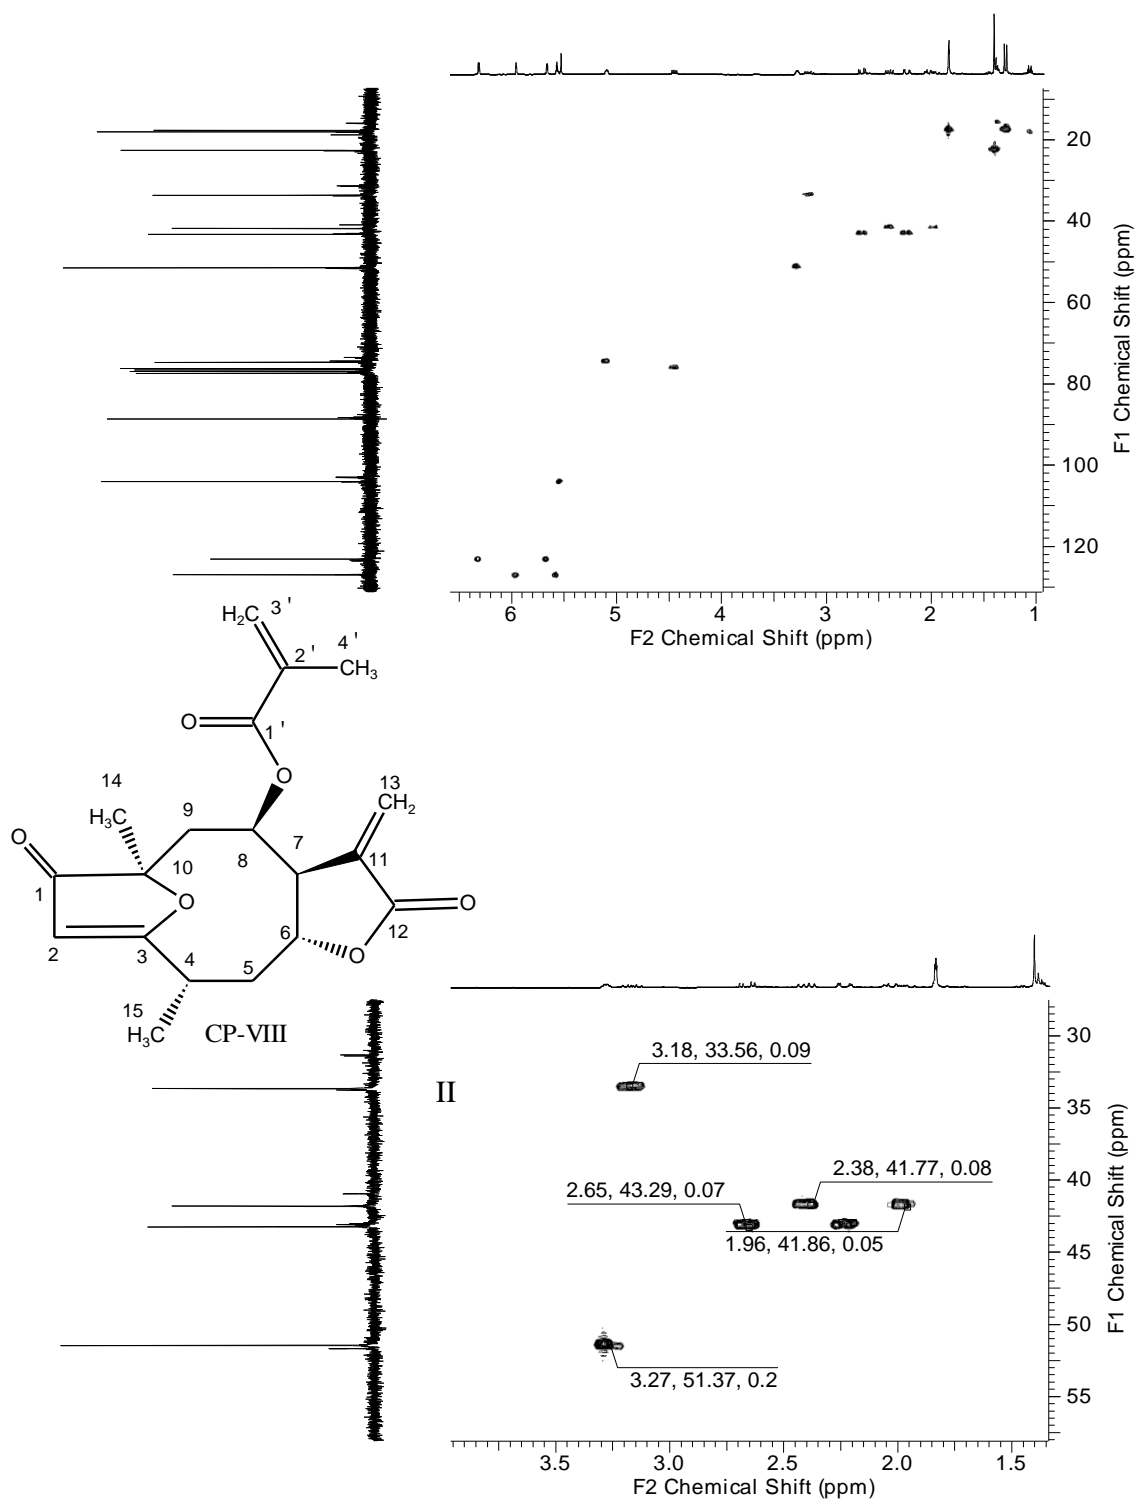 20
40
60
80
100
120
F1 Chemical Shift (ppm)
6 5 4 3 2 1
F2 Chemical Shift (ppm)
H₂C 3 '
2 ' 4 '
CH₃
O
1 '
O
14
13
CH₂
H₃C
9
O
10
8
7
11
1
O
O
2
3
4
5
6
12
O
15
H₃C
CP-VIII
II
3.18, 33.56, 0.09
2.38, 41.77, 0.08
2.65, 43.29, 0.07
1.96, 41.86, 0.05
3.27, 51.37, 0.2
30
35
40
45
50
55
F1 Chemical Shift (ppm)
3.5 3.0 2.5 2.0 1.5
F2 Chemical Shift (ppm)